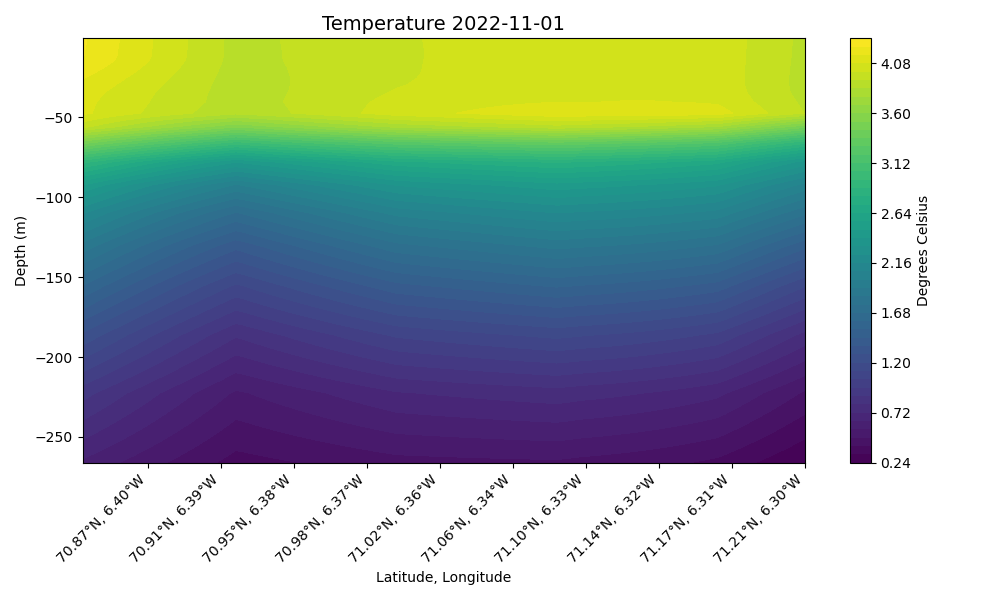 Temperature 2022-11-01
Depth (m)
−50
−100
−150
−200
−250
70.87°N, 6.40°W
70.91°N, 6.39°W
70.95°N, 6.38°W
70.98°N, 6.37°W
71.02°N, 6.36°W
71.06°N, 6.34°W
71.10°N, 6.33°W
71.14°N, 6.32°W
71.17°N, 6.31°W
71.21°N, 6.30°W
Latitude, Longitude
4.08
3.60
3.12
2.64
2.16
1.68
1.20
0.72
0.24
Degrees Celsius